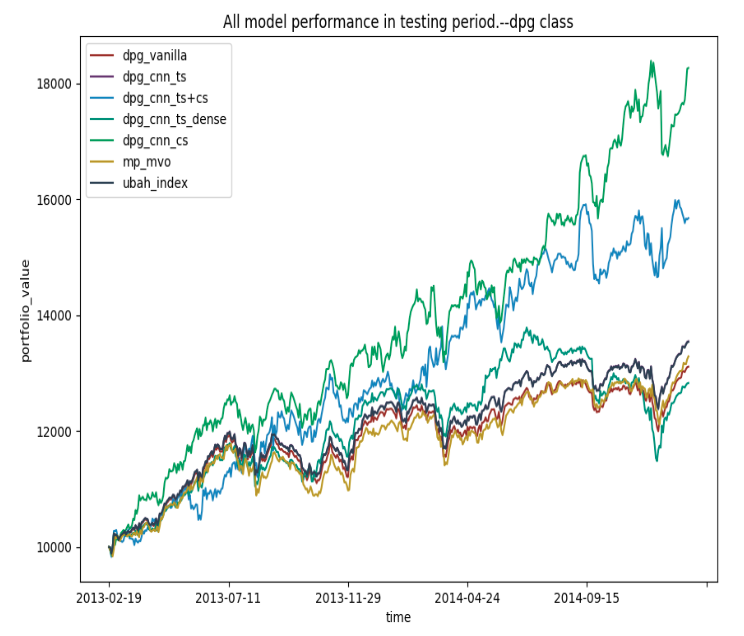 All model performance in testing period.--dpg class
dpg_vanilla
dpg_cnn_ts
dpg_cnn_ts+cs
dpg_cnn_ts_dense
dpg_cnn_cs
mp_mvo
ubah_index
18000
16000
14000
12000
10000
portfolio_value
2013-02-19
2013-07-11
2013-11-29
2014-04-24
2014-09-15
time